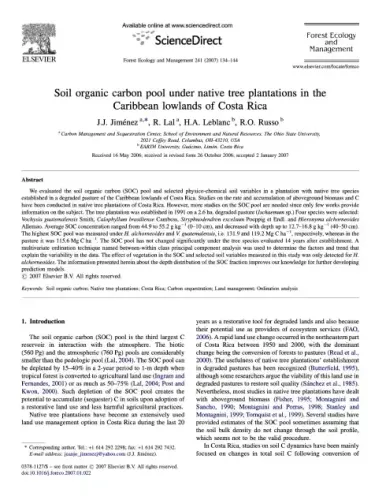 Available online at www.sciencedirect.com
ScienceDirect
ELSEVIER
Forest Ecology and Management 241 (2007) 134–144
Forest Ecology
and
Management
www.elsevier.com/locate/foreco
Soil organic carbon pool under native tree plantations in the
Caribbean lowlands of Costa Rica
J.J. Jiménez a,*, R. Lal a, H.A. Leblanc b, R.O. Russo b
a Carbon Management and Sequestration Center, School of Environment and Natural Resources, The Ohio State University,
2021 Coffey Road, Columbus, OH-43210, USA
b EARTH University, Guácimo, Limón, Costa Rica
Received 16 May 2006; received in revised form 26 October 2006; accepted 2 January 2007
Abstract
We evaluated the soil organic carbon (SOC) pool and selected physico-chemical soil variables in a plantation with native tree species
established in a degraded pasture of the Caribbean lowlands of Costa Rica. Studies on the rate and accumulation of aboveground biomass and C
have been conducted in native tree plantations of Costa Rica. However, more studies on the SOC pool are needed since only few works provide
information on the subject. The tree plantation was established in 1991 on a 2.6 ha, degraded pasture (Ischaemum sp.) Four species were selected:
Vochysia guatemalensis Smith, Calophyllum brasiliense Cambess, Stryphnodendron excelsum Poeppig et Endl. and Hieronyma alchorneoides
Allemao. Average SOC concentration ranged from 44.9 to 55.2 g kg−1 (0–10 cm), and decreased with depth up to 12.7–16.8 g kg−1 (40–50 cm).
The highest SOC pool was measured under H. alchorneoides and V. guatemalensis, i.e. 131.9 and 119.2 Mg C ha−1, respectively, whereas in the
pasture it was 115.6 Mg C ha−1. The SOC pool has not changed significantly under the tree species evaluated 14 years after establishment. A
multivariate ordination technique named between-within class principal component analysis was used to determine the factors and trend that
explain the variability in the data. The effect of vegetation in the SOC and selected soil variables measured in this study was only detected for H.
alchorneoides. The information presented herein about the depth distribution of the SOC fraction improves our knowledge for further developing
prediction models.
© 2007 Elsevier B.V. All rights reserved.
Keywords: Soil organic carbon; Native tree plantations; Costa Rica; Carbon sequestration; Land management; Ordination analysis
1. Introduction
The soil organic carbon (SOC) pool is the third largest C
reservoir in interaction with the atmosphere. The biotic
(560 Pg) and the atmospheric (760 Pg) pools are considerably
smaller than the pedologic pool (Lal, 2004). The SOC pool can
be depleted by 15–40% in a 2-year period to 1-m depth when
tropical forest is converted to agricultural land use (Ingram and
Fernandes, 2001) or as much as 50–75% (Lal, 2004; Post and
Kwon, 2000). Such depletion of the SOC pool creates the
potential to accumulate (sequester) C in soils upon adoption of
a restorative land use and less harmful agricultural practices.
Native tree plantations have become an extensively used
land use management option in Costa Rica during the last 20
* Corresponding author. Tel.: +1 614 292 2298; fax: +1 614 292 7432.
E-mail address: juanje_jimenez@yahoo.com (J.J. Jiménez).
0378-1127/$ – see front matter © 2007 Elsevier B.V. All rights reserved.
doi:10.1016/j.foreco.2007.01.022
years as a restorative tool for degraded lands and also because
their potential use as providers of ecosystem services (FAO,
2006). A rapid land use change occurred in the northeastern part
of Costa Rica between 1950 and 2000, with the dominant
change being the conversion of forests to pastures (Read et al.,
2000). The usefulness of native tree plantations' establishment
in degraded pastures has been recognized (Butterfield, 1995),
although some researchers argue the viability of this land use in
degraded pastures to restore soil quality (Sánchez et al., 1985).
Nevertheless, most studies in native tree plantations have dealt
with aboveground biomass (Fisher, 1995; Montagnini and
Sancho, 1990; Montagnini and Porras, 1998; Stanley and
Montagnini, 1999; Tornquist et al., 1999). Several studies have
provided estimates of the SOC pool sometimes assuming that
the soil bulk density do not change through the soil profile,
which seems not to be the valid procedure.
In Costa Rica, studies on soil C dynamics have been mainly
focused on changes in total soil C following conversion of